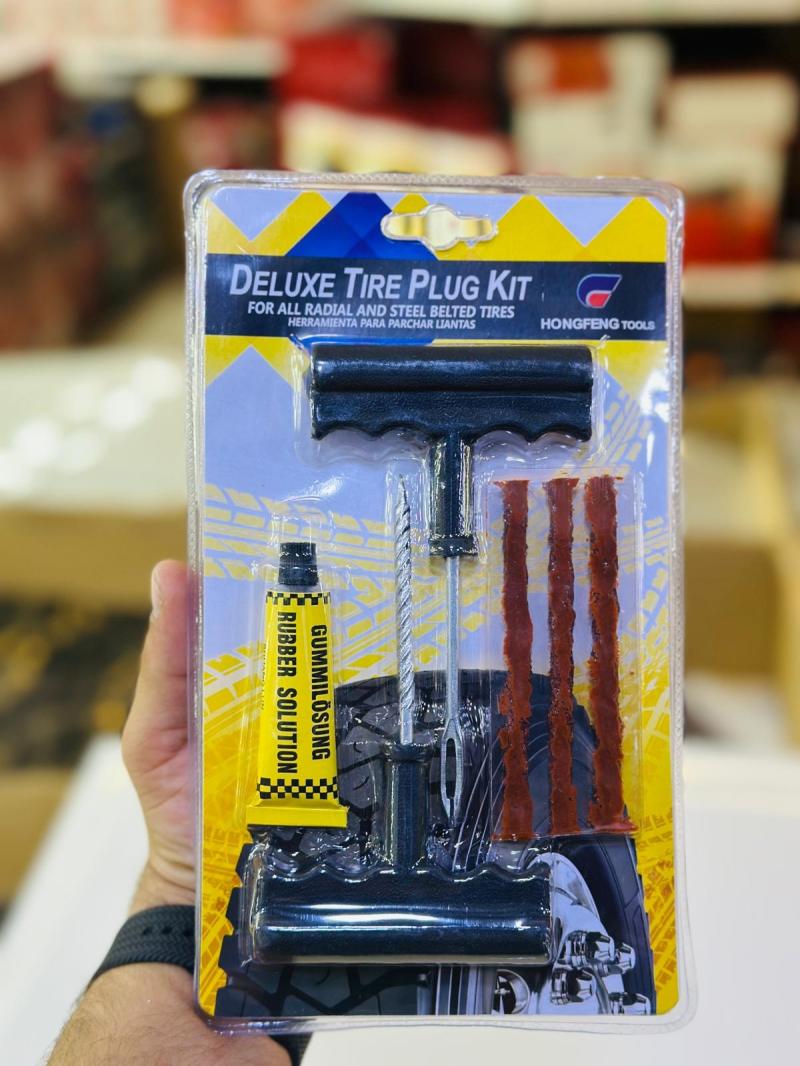 DELUXE TIRE PLUG KIT
FOR ALL RADIAL AND STEEL BELTED TIRES
HERRAMIENTA PARA PARCHAR LIANTAS
HONGFENG TOOLS
GUMMILÖSUNG
RUBBER SOLUTION